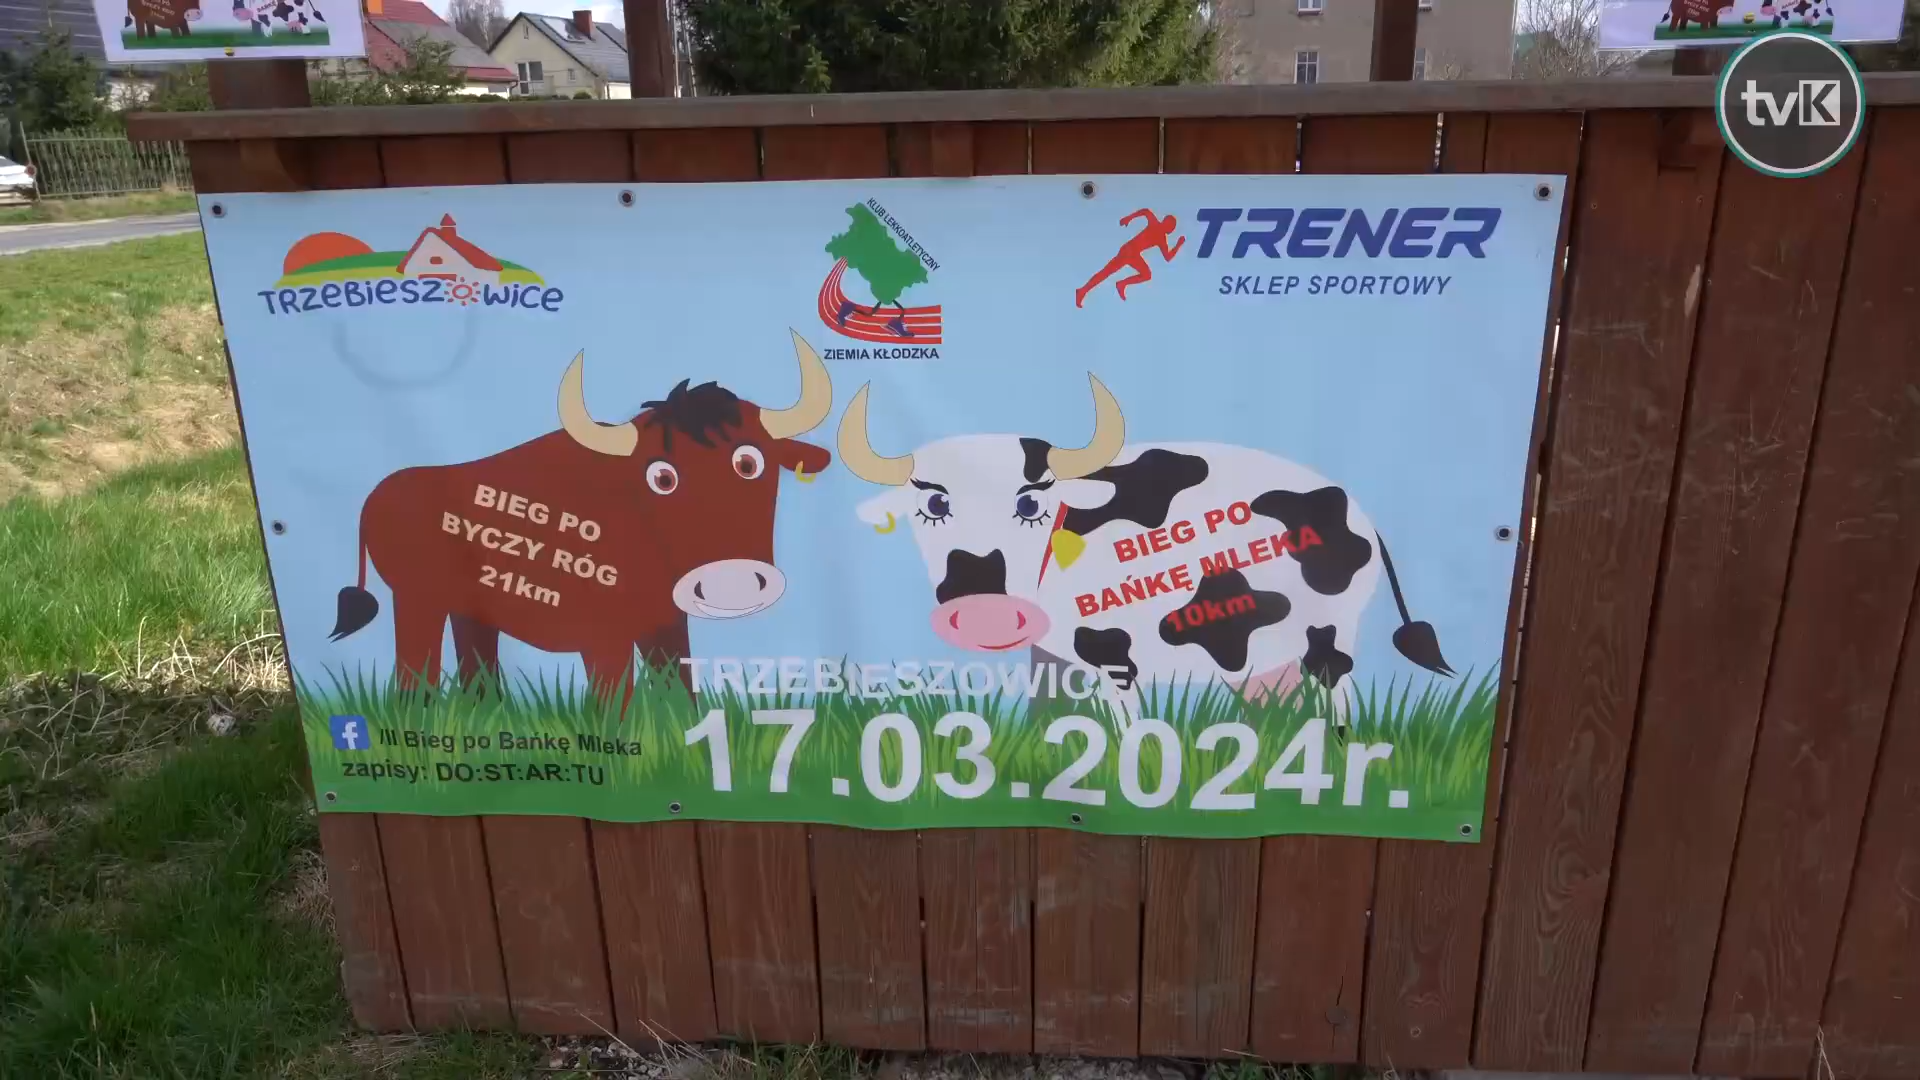 tvK
TRZEBIESZOWICE
KLUB LEKKOATLETYCZNY
ZIEMIA KŁODZKA
TRENER
SKLEP SPORTOWY
BIEG PO
BYCZY RÓG
21km
BIEG PO
BAŃKĘ MLEKA
10km
TRZEBIESZOWICE
17.03.2024r.
/II Bieg po Bańkę Mleka
zapisy: DO:ST:AR:TU